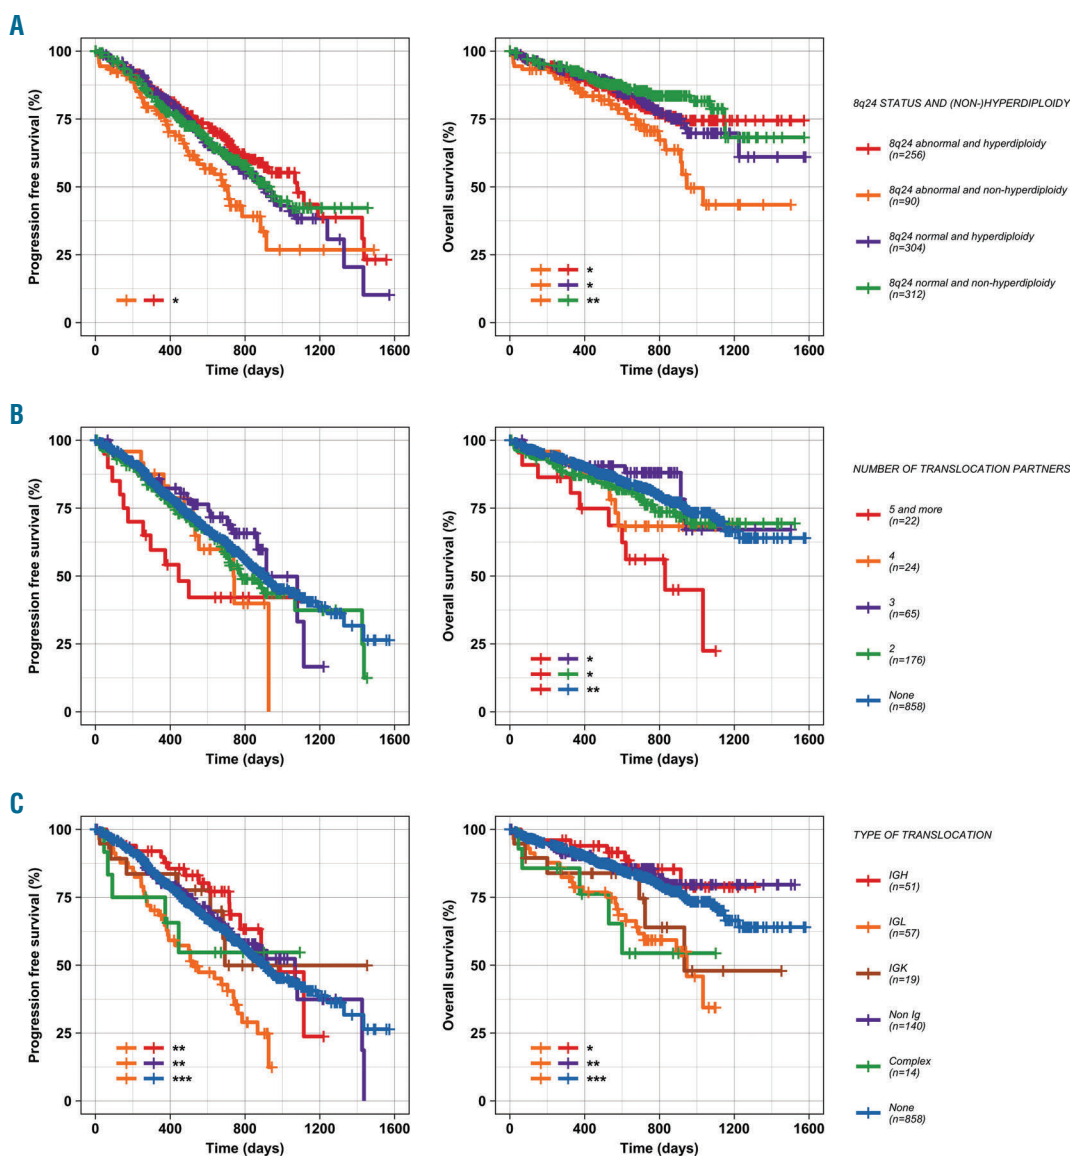 A
Progression free survival (%)
100
75
50
25
0
*
0 400 800 1200 1600
Time (days)
Overall survival (%)
100
75
50
25
0
*
*
**
0 400 800 1200 1600
Time (days)
8q24 STATUS AND (NON-)HYPERDIPLOIDY
8q24 abnormal and hyperdiploidy
(n=256)
8q24 abnormal and non-hyperdiploidy
(n=90)
8q24 normal and hyperdiploidy
(n=304)
8q24 normal and non-hyperdiploidy
(n=312)
B
Progression free survival (%)
100
75
50
25
0
0 400 800 1200 1600
Time (days)
Overall survival (%)
100
75
50
25
0
*
*
**
0 400 800 1200 1600
Time (days)
NUMBER OF TRANSLOCATION PARTNERS
5 and more
(n=22)
4
(n=24)
3
(n=65)
2
(n=176)
None
(n=858)
C
Progression free survival (%)
100
75
50
25
0
**
**
***
0 400 800 1200 1600
Time (days)
Overall survival (%)
100
75
50
25
0
*
**
***
0 400 800 1200 1600
Time (days)
TYPE OF TRANSLOCATION
IGH
(n=51)
IGL
(n=57)
IGK
(n=19)
Non Ig
(n=140)
Complex
(n=14)
None
(n=858)